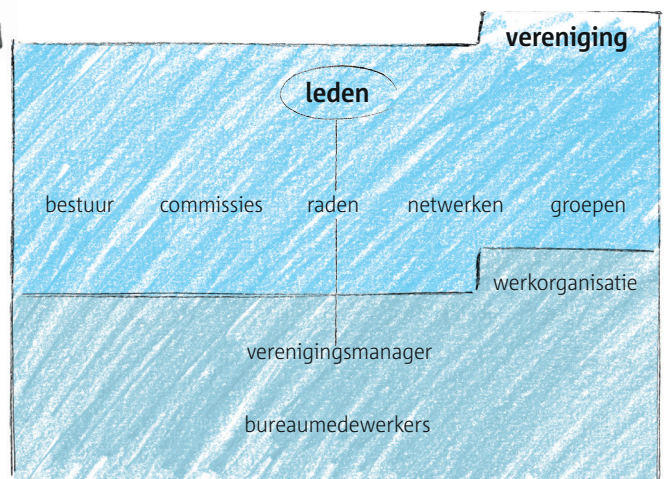 vereniging
leden
bestuur commissies raden netwerken groepen
werkorganisatie
verenigingsmanager
bureaumedewerkers